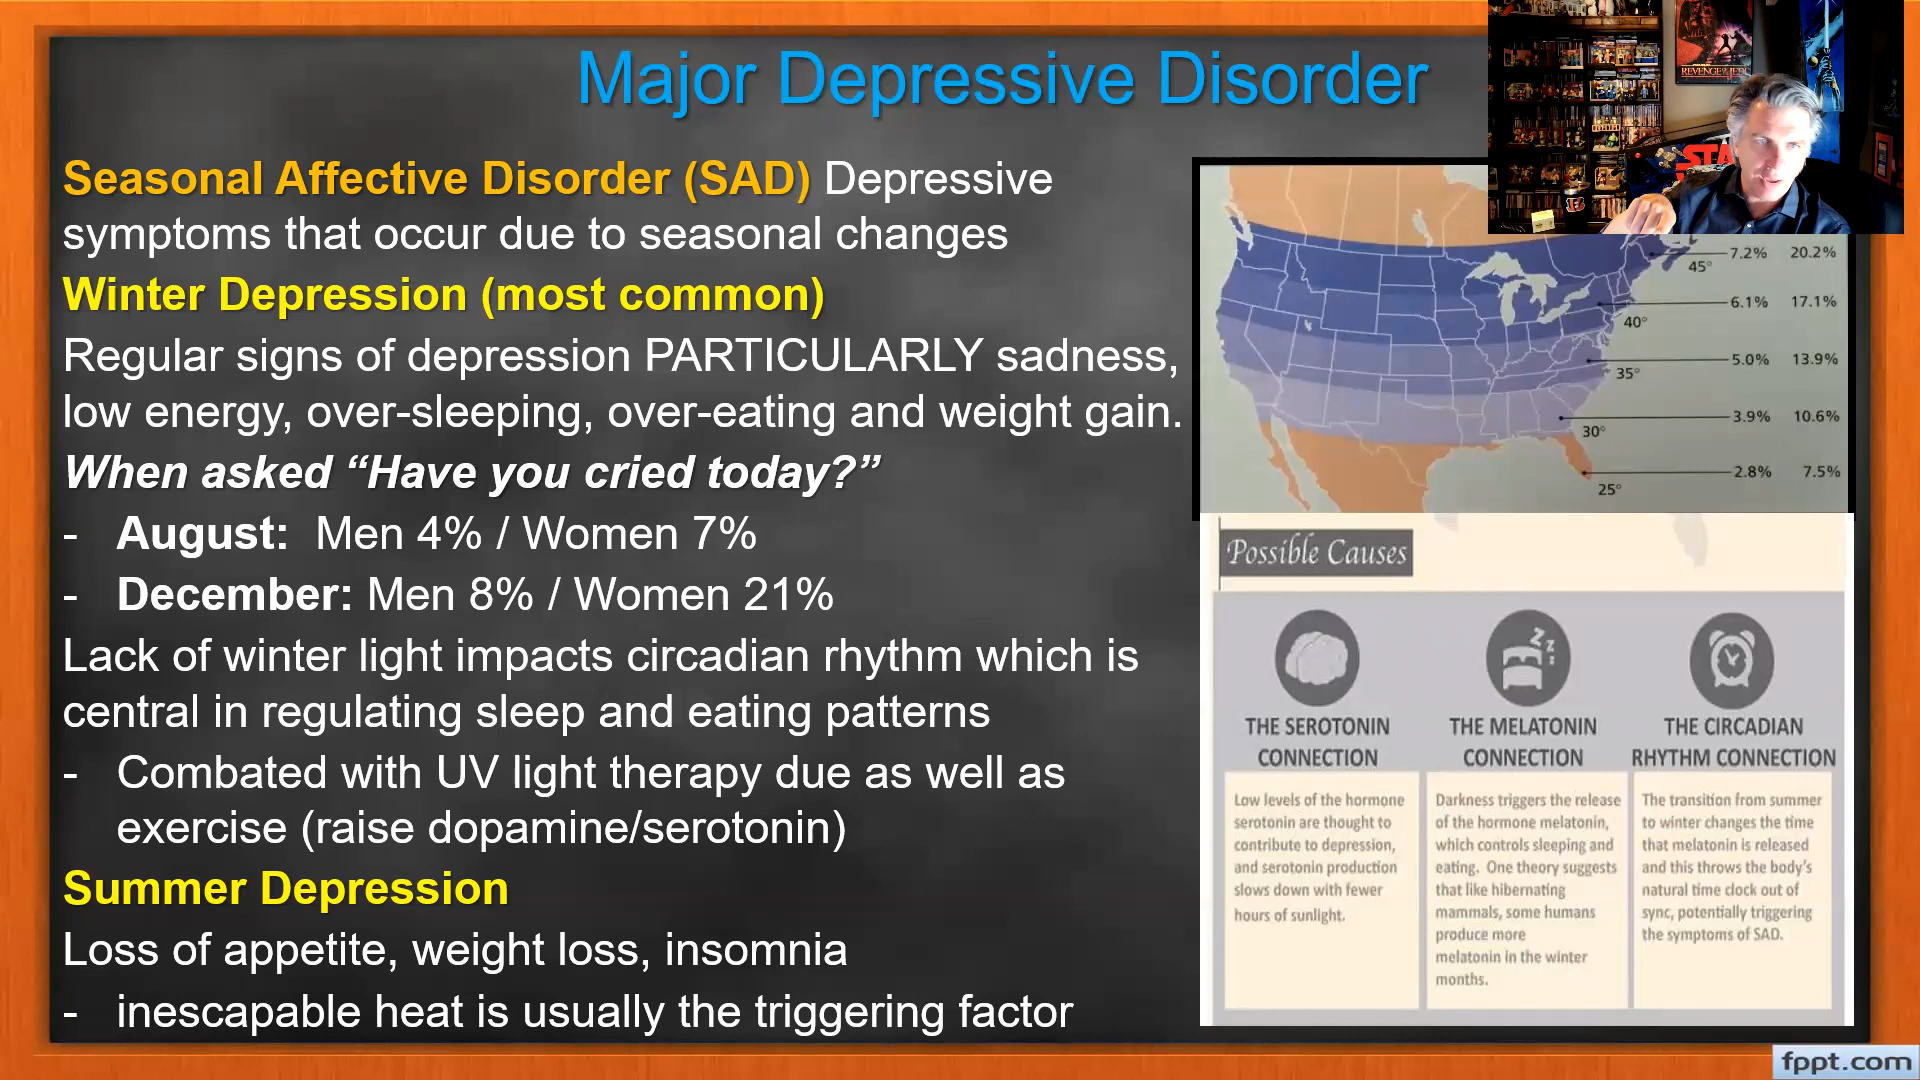 Major Depressive Disorder
REVENGE OF THE JEDI
STAR
Seasonal Affective Disorder (SAD) Depressive
symptoms that occur due to seasonal changes
Winter Depression (most common)
Regular signs of depression PARTICULARLY sadness,
low energy, over-sleeping, over-eating and weight gain.
When asked “Have you cried today?”
- August: Men 4% / Women 7%
- December: Men 8% / Women 21%
Lack of winter light impacts circadian rhythm which is
central in regulating sleep and eating patterns
- Combated with UV light therapy due as well as
exercise (raise dopamine/serotonin)
Summer Depression
Loss of appetite, weight loss, insomnia
- inescapable heat is usually the triggering factor
45° 7.2% 20.2%
40° 6.1% 17.1%
35° 5.0% 13.9%
30° 3.9% 10.6%
25° 2.8% 7.5%
Possible Causes
THE SEROTONIN
CONNECTION
Low levels of the hormone
serotonin are thought to
contribute to depression,
and serotonin production
slows down with fewer
hours of sunlight.
THE MELATONIN
CONNECTION
Darkness triggers the release
of the hormone melatonin,
which controls sleeping and
eating. One theory suggests
that like hibernating
mammals, some humans
produce more
melatonin in the winter
months.
THE CIRCADIAN
RHYTHM CONNECTION
The transition from summer
to winter changes the time
that melatonin is released
and this throws the body's
natural time clock out of
sync, potentially triggering
the symptoms of SAD.
fppt.com